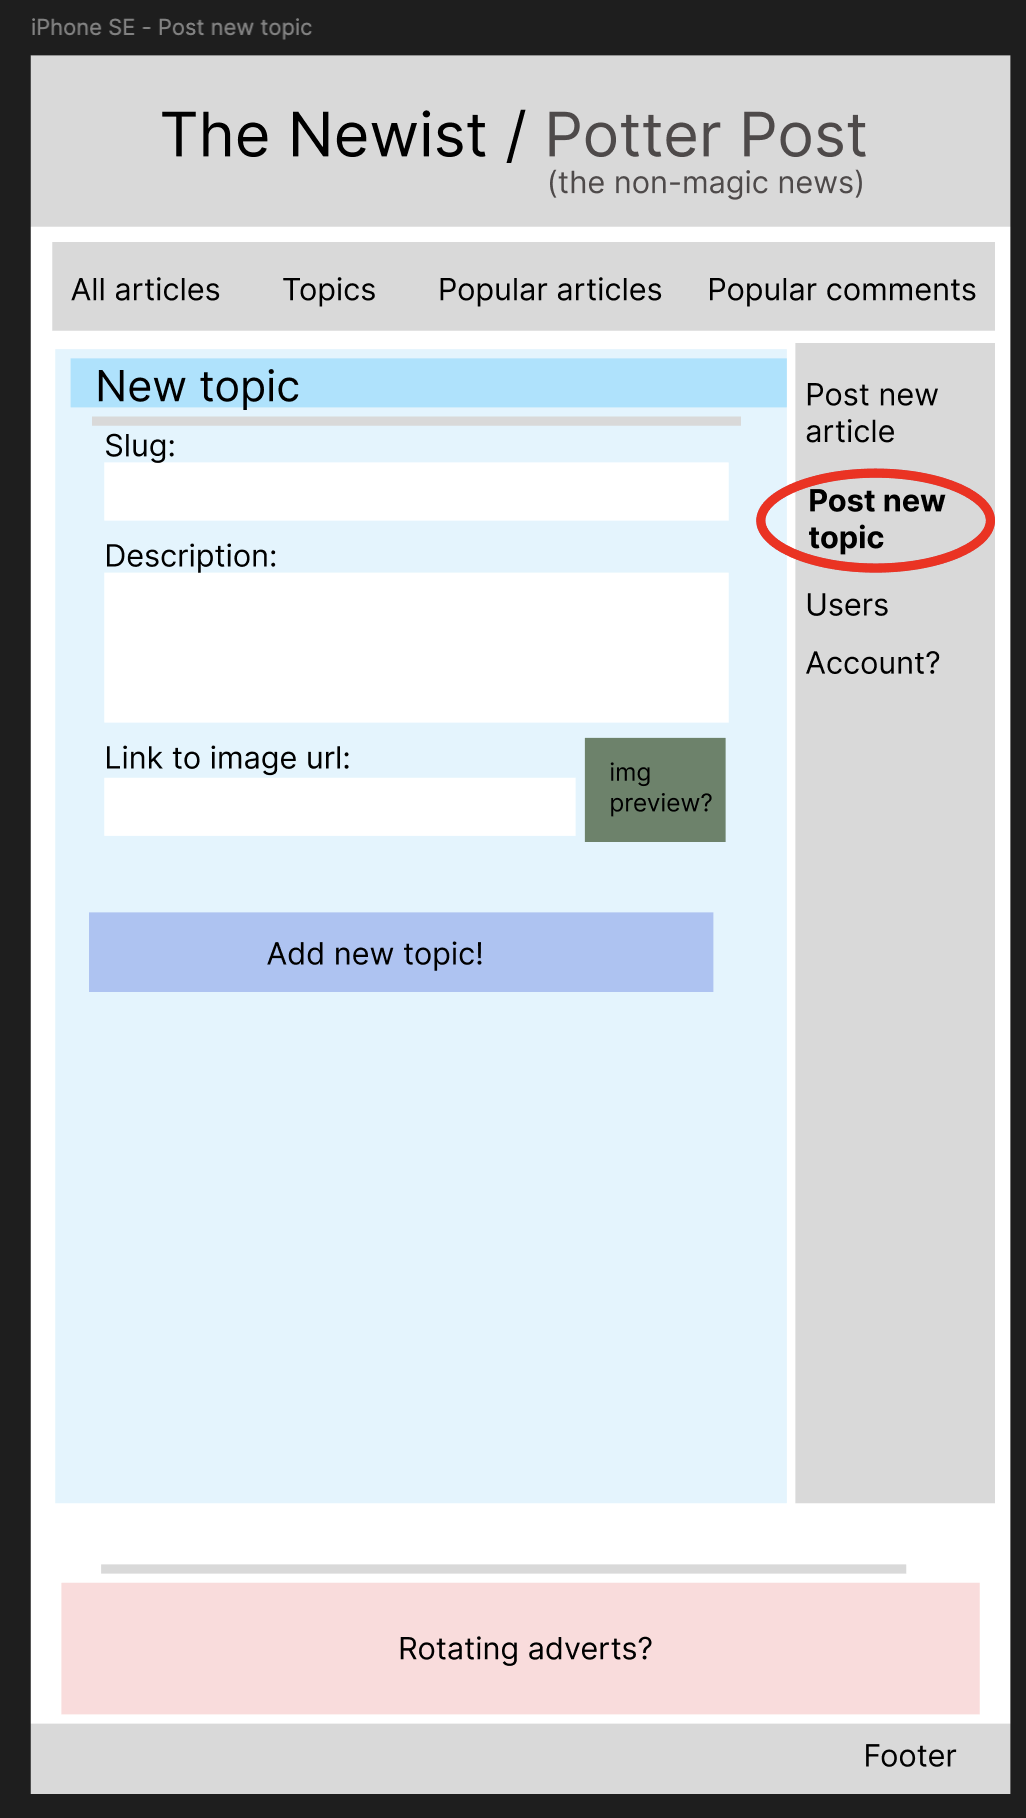 iPhone SE - Post new topic
The Newist / Potter Post
(the non-magic news)
All articles Topics Popular articles Popular comments
New topic
Slug:
Description:
Link to image url:
img
preview?
Add new topic!
Post new
article
Post new
topic
Users
Account?
Rotating adverts?
Footer